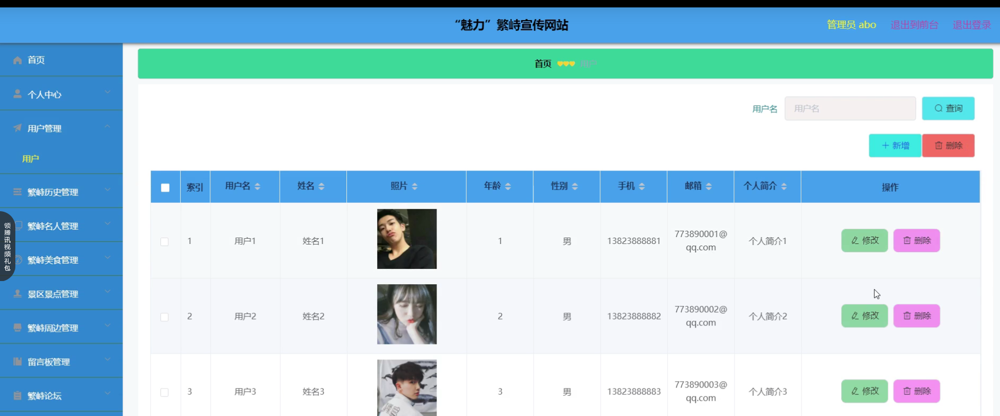 “魅力”繁峙宣传网站
管理员 abo
退出到前台
退出登录
首页
个人中心
用户管理
用户
繁峙历史管理
繁峙名人管理
繁峙美食管理
景区景点管理
繁峙周边管理
留言板管理
繁峙论坛
领腾讯视频礼包
首页 用户
用户名 用户名 查询
新增 删除
索引 用户名 姓名 照片 年龄 性别 手机 邮箱 个人简介 操作
1 用户1 姓名1 1 男 13823888881 773890001@
qq.com 个人简介1 修改 删除
2 用户2 姓名2 2 男 13823888882 773890002@
qq.com 个人简介2 修改 删除
3 用户3 姓名3 3 男 13823888883 773890003@
qq.com 个人简介3 修改 删除